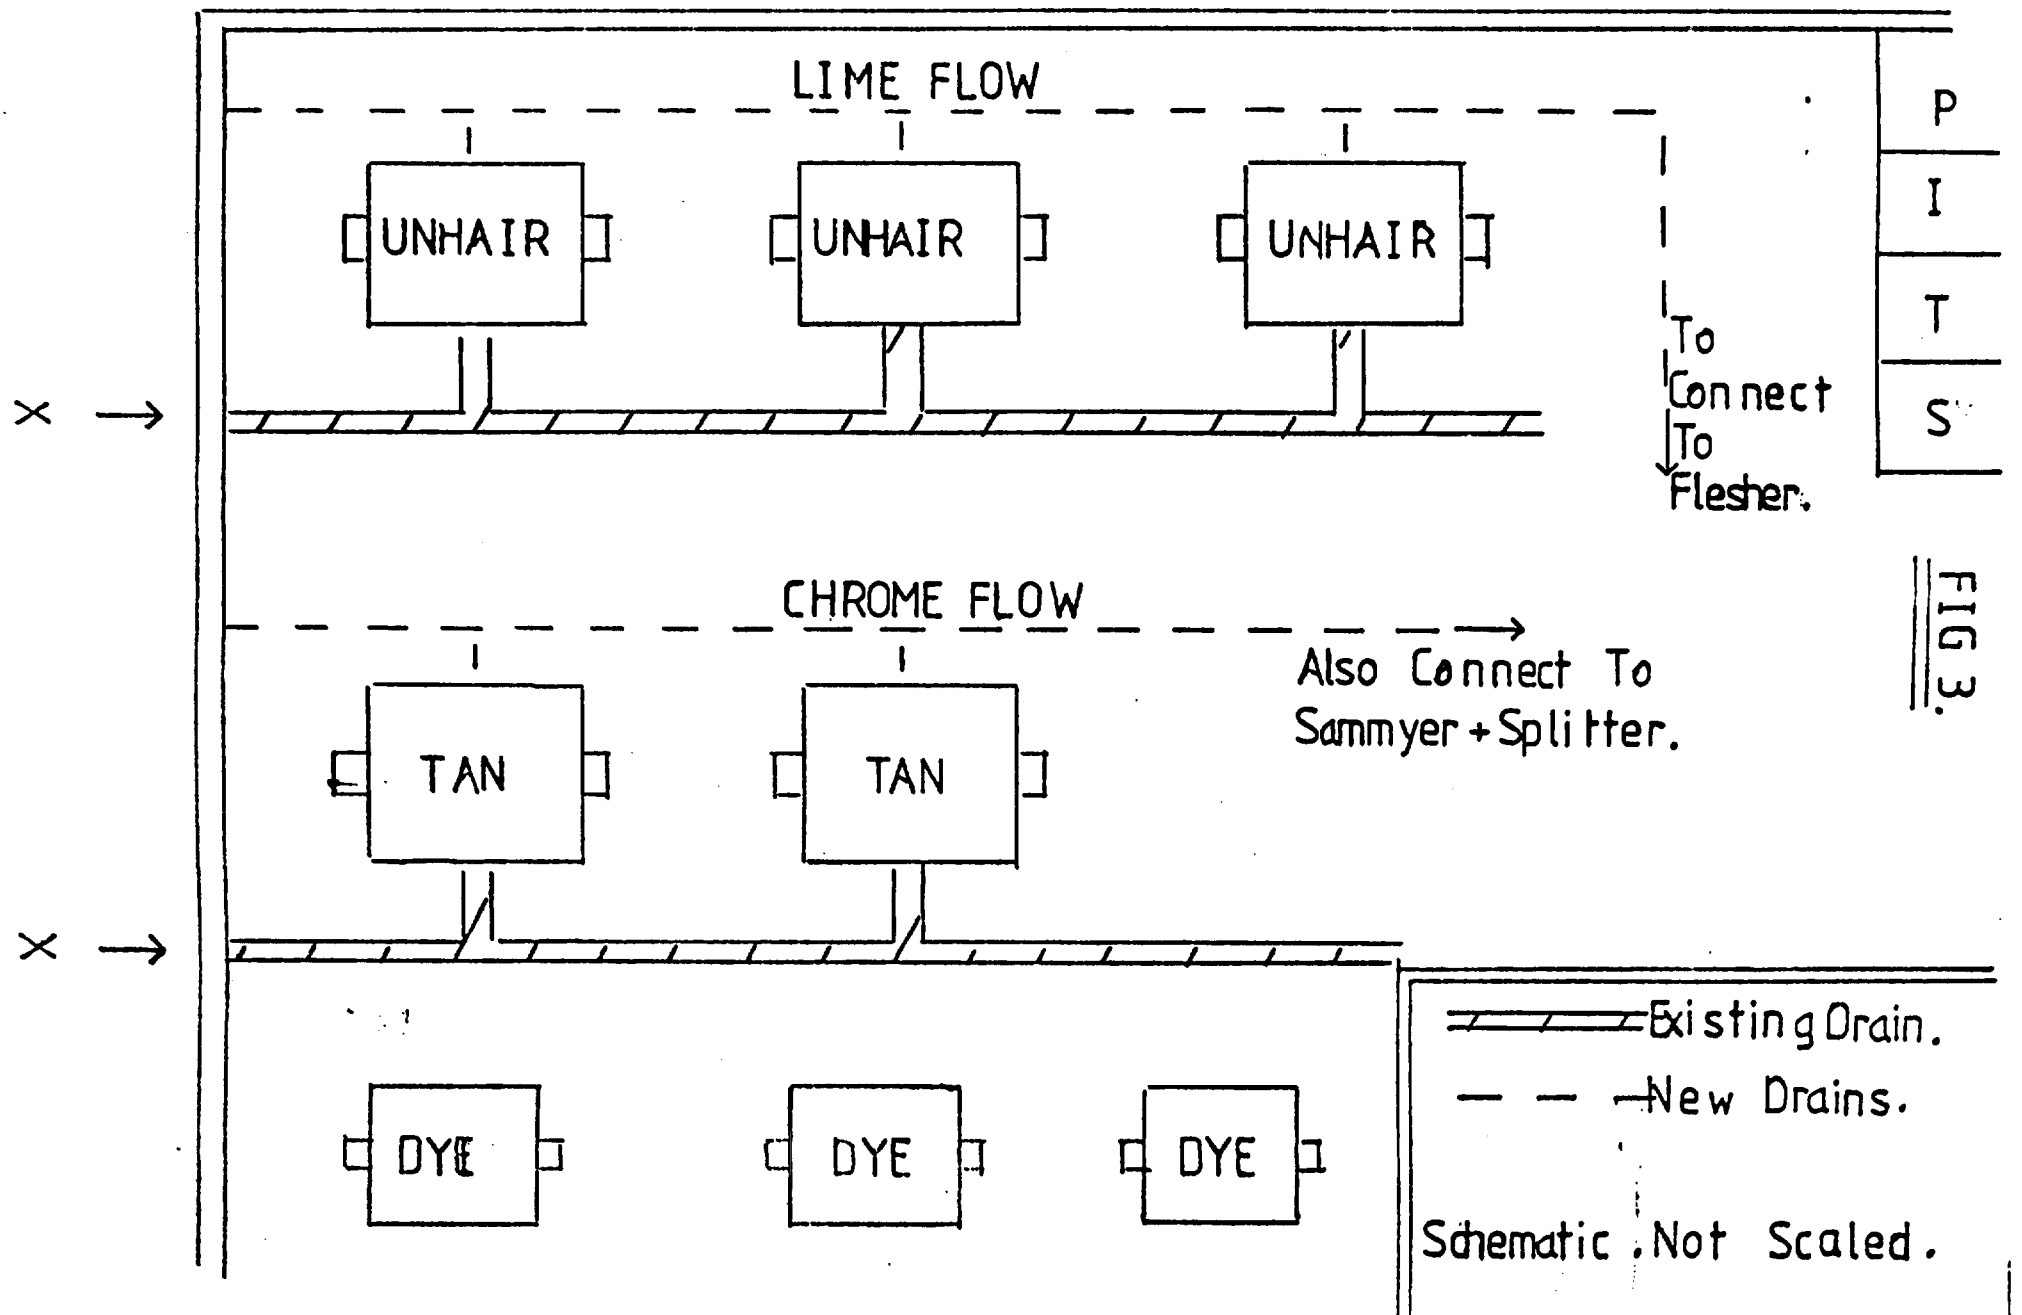 LIME FLOW
UNHAIR
UNHAIR
UNHAIR
P
I
T
S
X
To
Connect
To
Flesher.
FIG 3.
CHROME FLOW
Also Connect To
Sammyer + Splitter.
TAN
TAN
X
DYE
DYE
DYE
Existing Drain.
New Drains.
Schematic . Not Scaled.